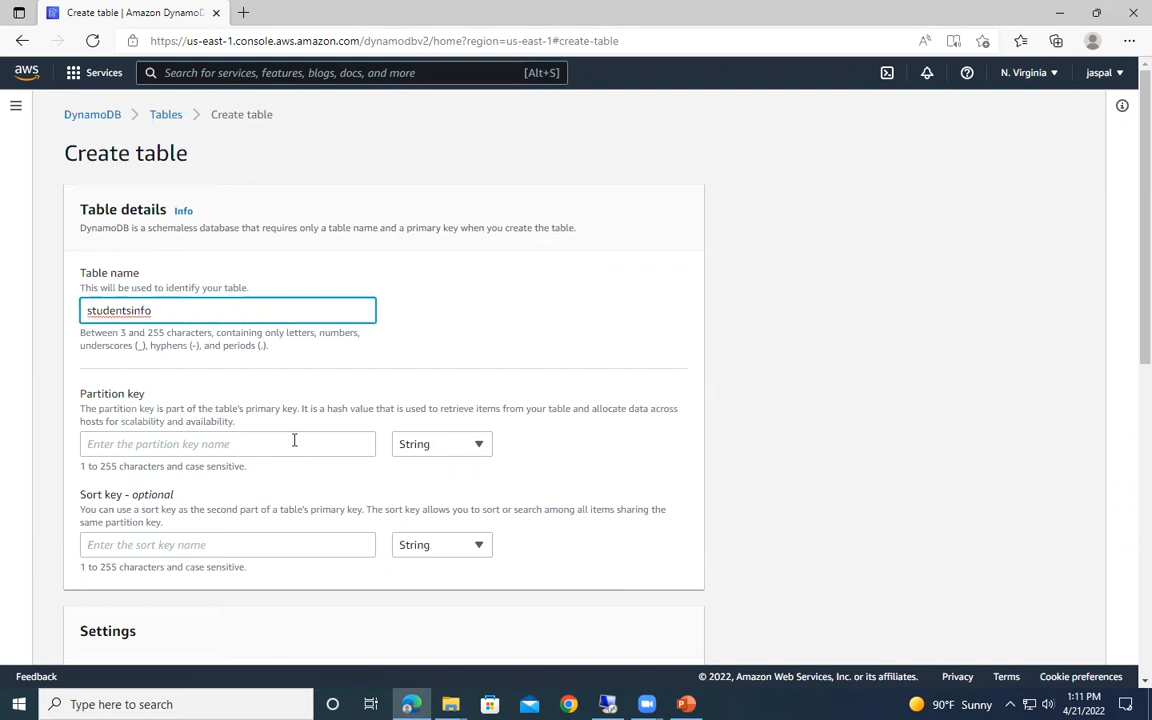 Create table | Amazon DynamoD
https://us-east-1.console.aws.amazon.com/dynamodbv2/home?region=us-east-1#create-table
aws
Services
Search for services, features, blogs, docs, and more
[Alt+S]
N. Virginia
jaspal
DynamoDB
Tables
Create table
Create table
Table details Info
DynamoDB is a schemaless database that requires only a table name and a primary key when you create the table.
Table name
This will be used to identify your table.
studentsinfo
Between 3 and 255 characters, containing only letters, numbers,
underscores (_), hyphens (-), and periods (.).
Partition key
The partition key is part of the table's primary key. It is a hash value that is used to retrieve items from your table and allocate data across
hosts for scalability and availability.
Enter the partition key name
String
1 to 255 characters and case sensitive.
Sort key - optional
You can use a sort key as the second part of a table's primary key. The sort key allows you to sort or search among all items sharing the
same partition key.
Enter the sort key name
String
1 to 255 characters and case sensitive.
Settings
Feedback
© 2022, Amazon Web Services, Inc. or its affiliates.
Privacy
Terms
Cookie preferences
Type here to search
90°F Sunny
1:11 PM
4/21/2022